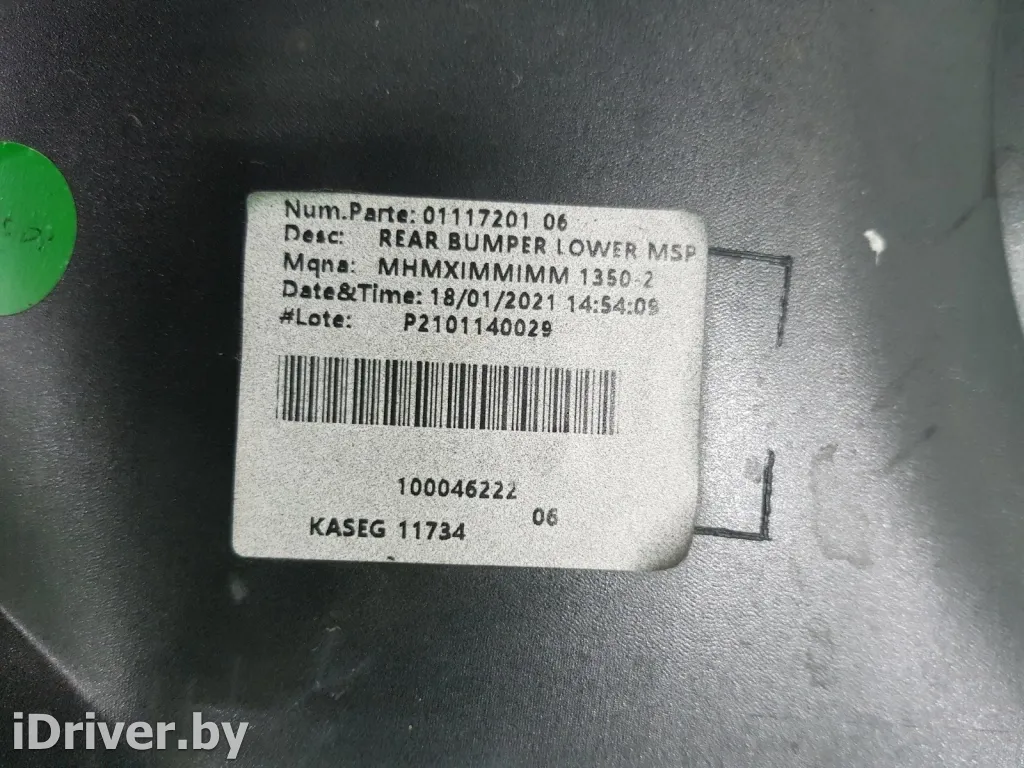 Num.Parte: 01117201 06
Desc: REAR BUMPER LOWER MSP
Mqna: MHMXIMMIMM 1350-2
Date&Time: 18/01/2021 14:54:09
#Lote: P2101140029
100046222
06
KASEG 11734
iDriver.by